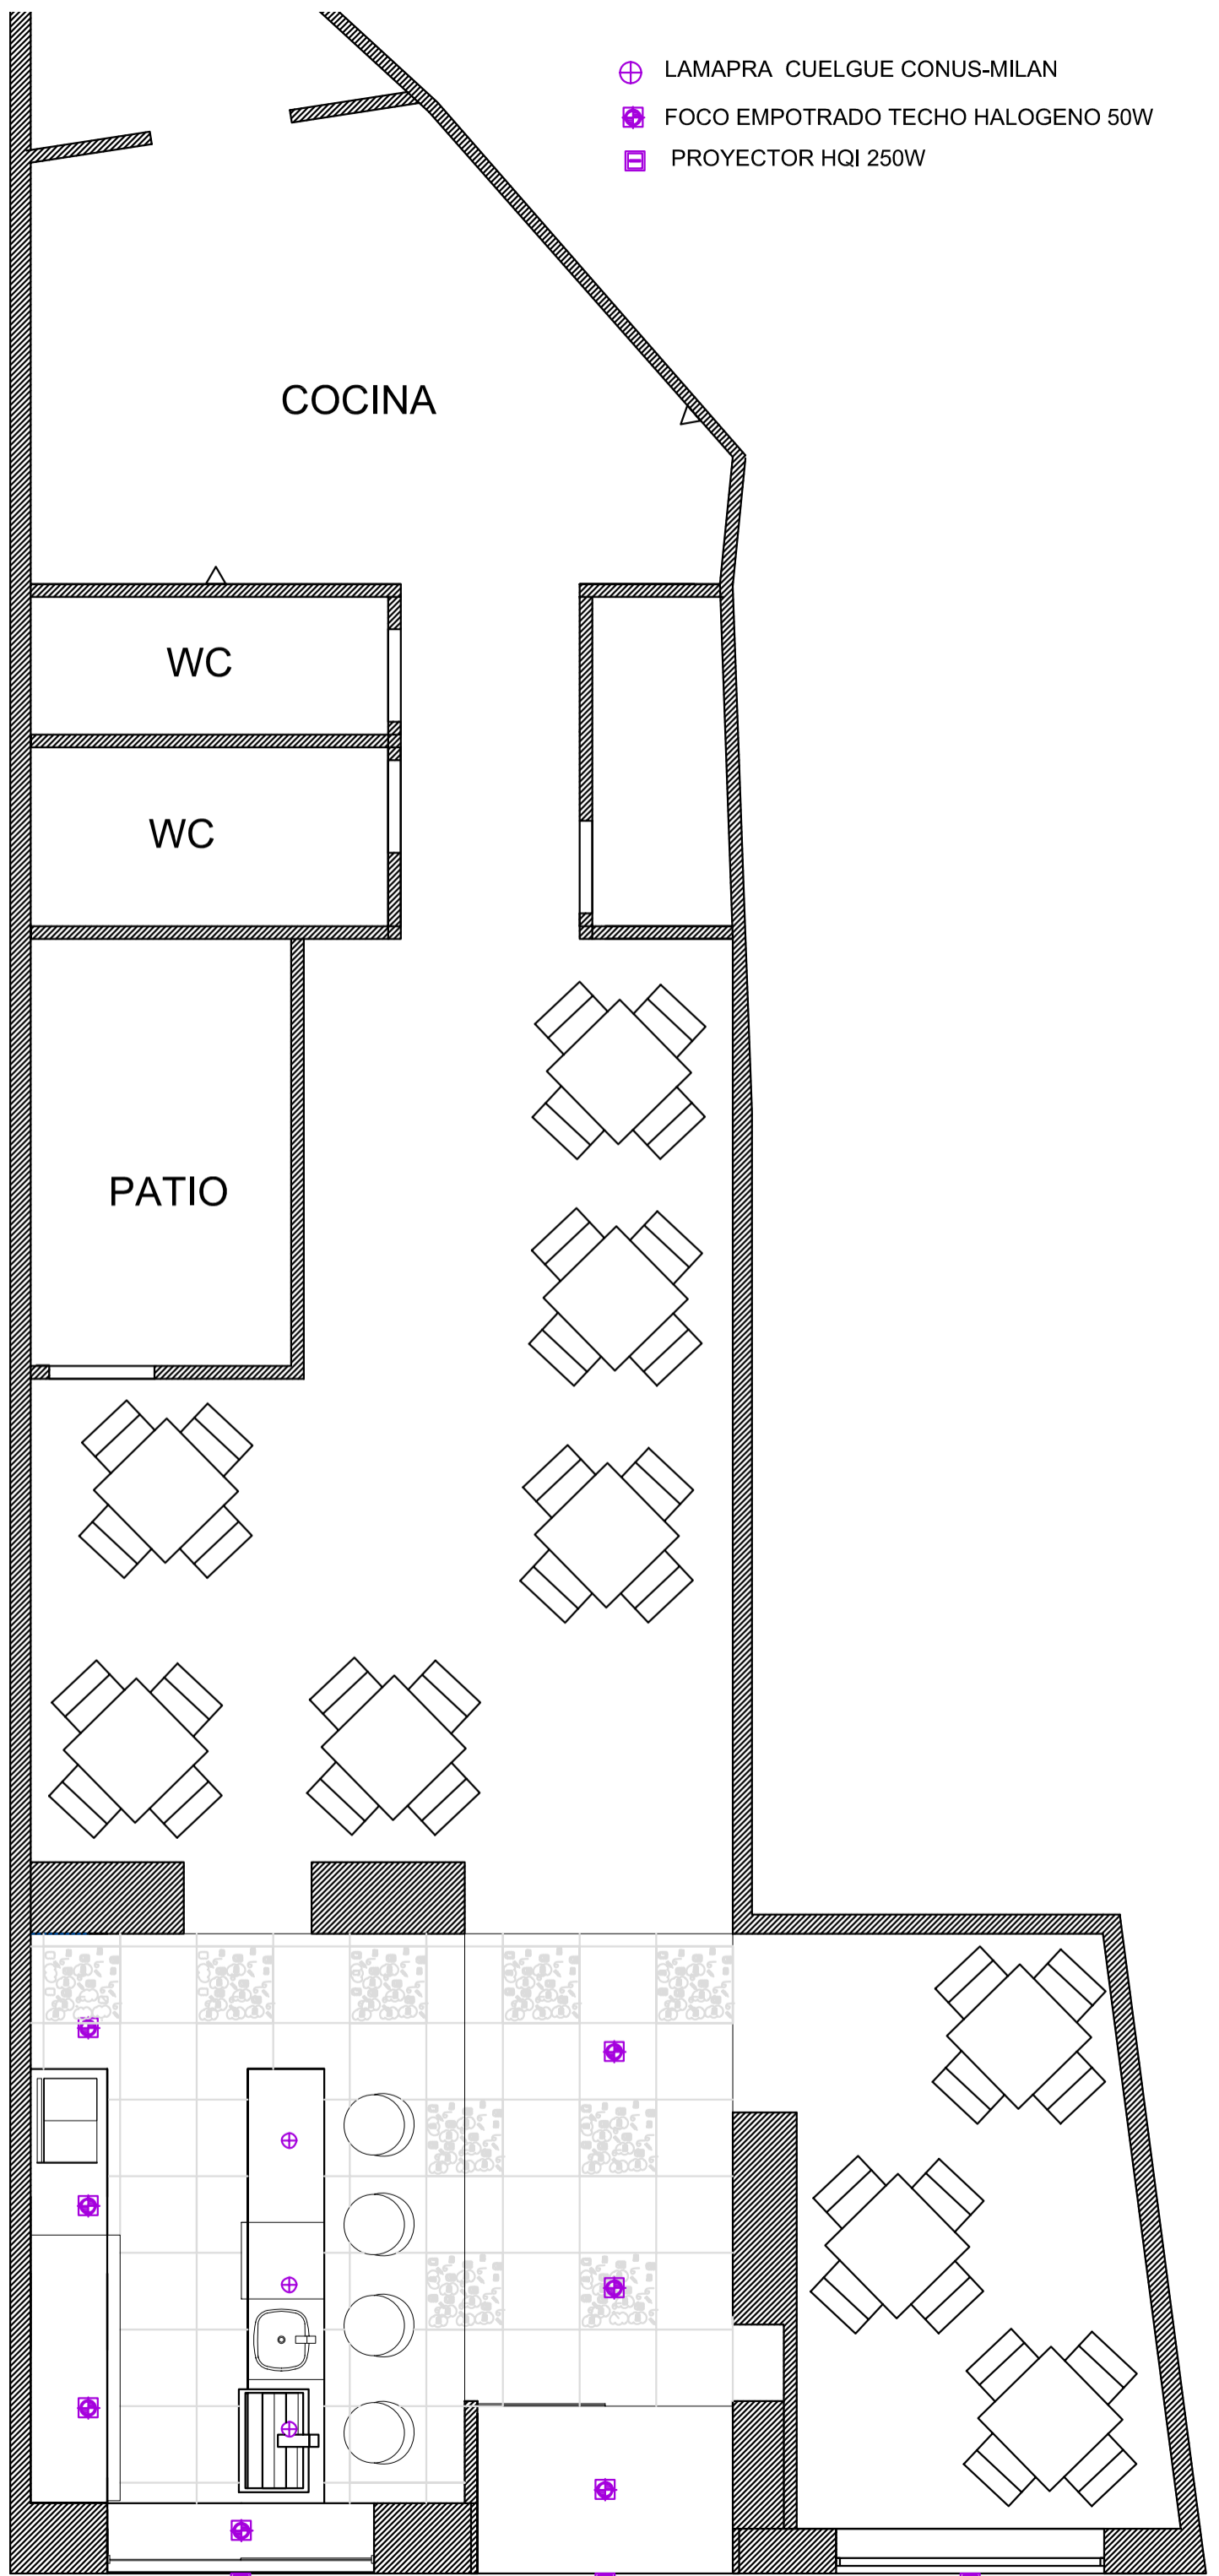 LAMAPRA CUELGUE CONUS-MILAN
FOCO EMPOTRADO TECHO HALOGENO 50W
PROYECTOR HQI 250W
COCINA
WC
WC
PATIO